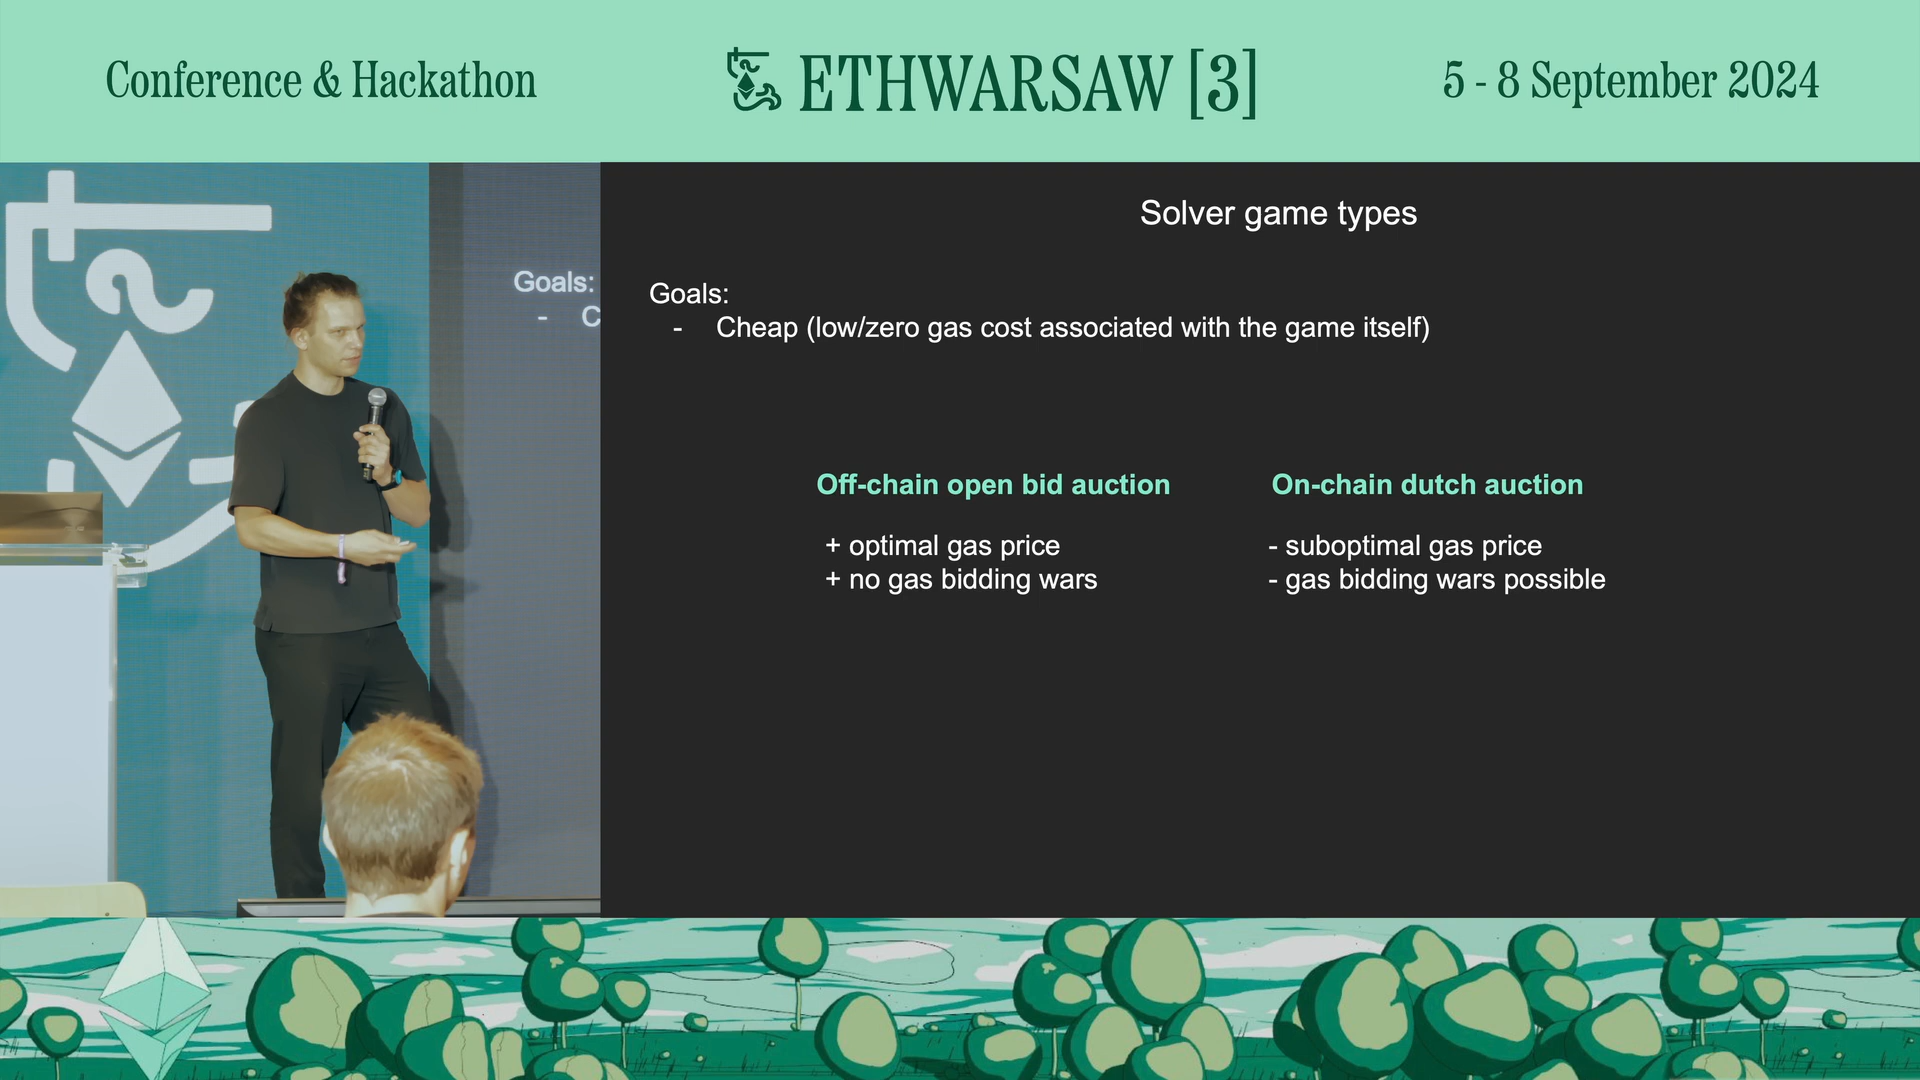 Conference & Hackathon
ETHWARSAW [3]
5 - 8 September 2024
Goals:
- C
Solver game types
Goals:
- Cheap (low/zero gas cost associated with the game itself)
Off-chain open bid auction
+ optimal gas price
+ no gas bidding wars
On-chain dutch auction
- suboptimal gas price
- gas bidding wars possible